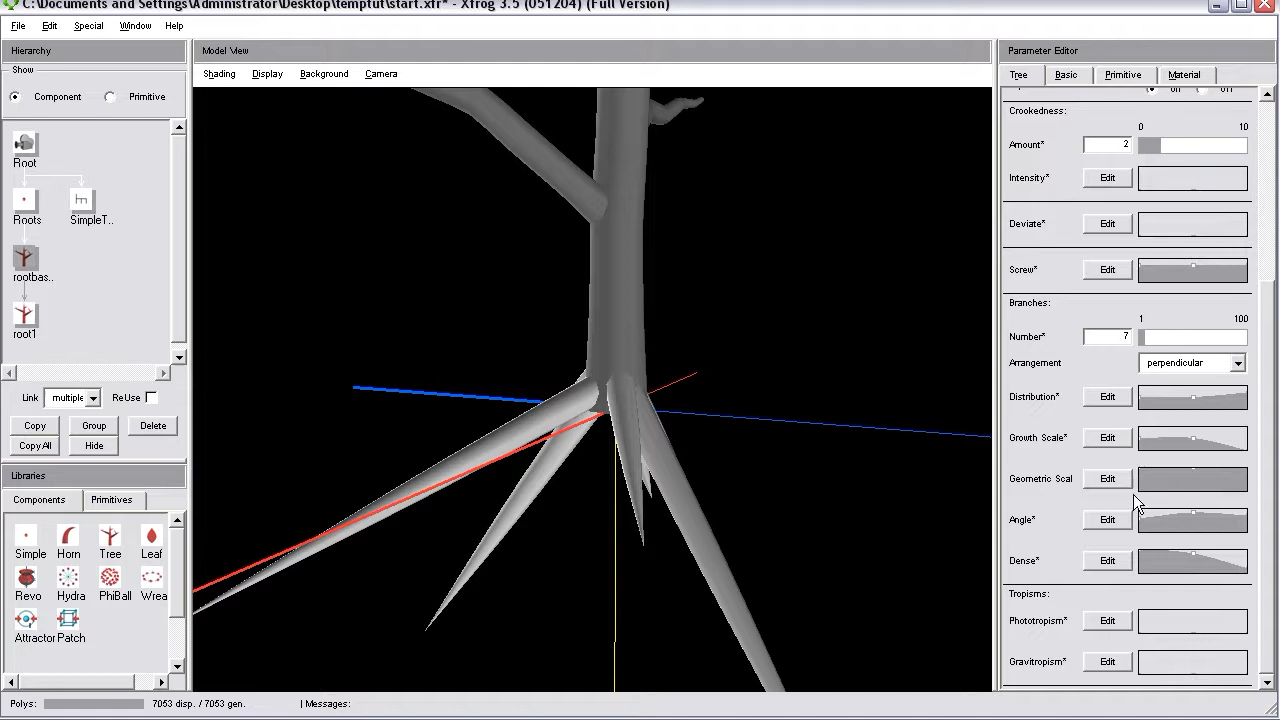 C:\Documents and Settings\Administrator\Desktop\temptut\start.xfr* - Xfrog 3.5 (051204) (Full Version)
File Edit Special Window Help
Hierarchy
Show
Component Primitive
Root
Roots SimpleT..
rootbas..
root1
Link multiple ReUse
Copy Group Delete
Copy All Hide
Libraries
Components Primitives
Simple Horn Tree Leaf
Revo Hydra PhiBall Wrea
Attractor Patch
Model View
Shading Display Background Camera
Parameter Editor
Tree Basic Primitive Material
on off
Crookedness:
0 10
Amount* 2
Intensity* Edit
Deviate* Edit
Screw* Edit
Branches:
1 100
Number* 7
Arrangement perpendicular
Distribution* Edit
Growth Scale* Edit
Geometric Scal Edit
Angle* Edit
Dense* Edit
Tropisms:
Phototropism* Edit
Gravitropism* Edit
Polys: 7053 disp. / 7053 gen. | Messages: